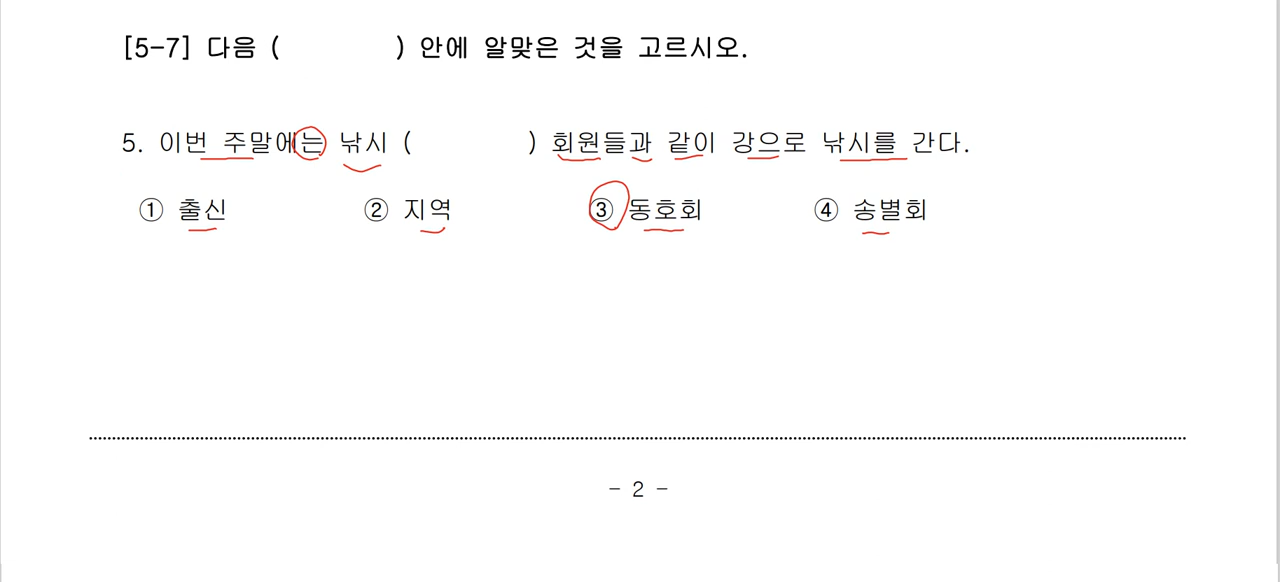 [5-7] 다음 (        ) 안에 알맞은 것을 고르시오.
5. 이번 주말에는 낚시 (        ) 회원들과 같이 강으로 낚시를 간다.
① 출신 ② 지역 ③ 동호회 ④ 송별회
- 2 -